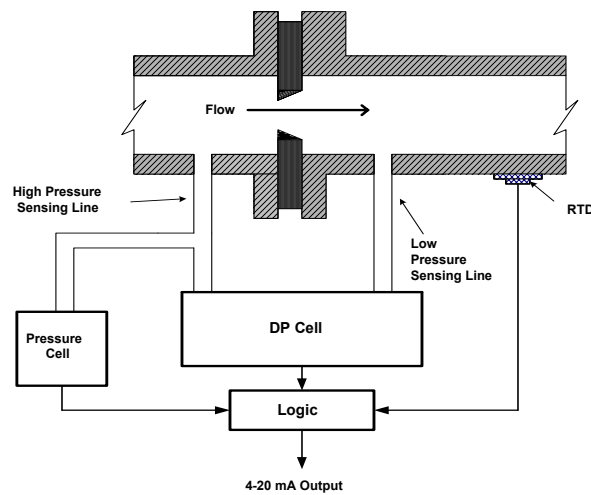 Flow
High Pressure
Sensing Line
RTD
Low
Pressure
Sensing Line
DP Cell
Pressure
Cell
Logic
4-20 mA Output